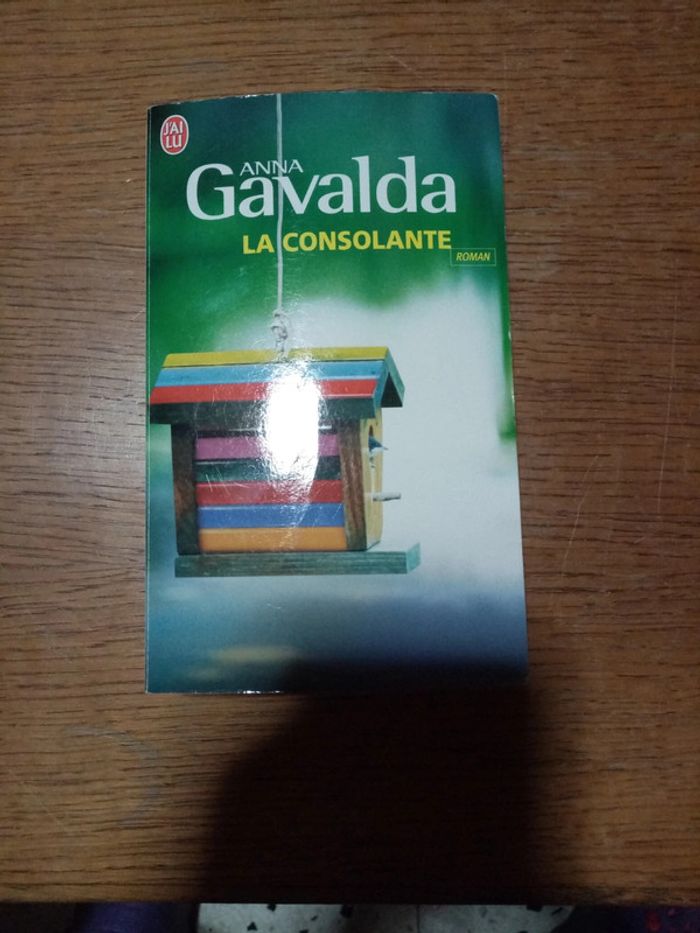 J'AI
LU
ANNA
Gavalda
LA CONSOLANTE
ROMAN